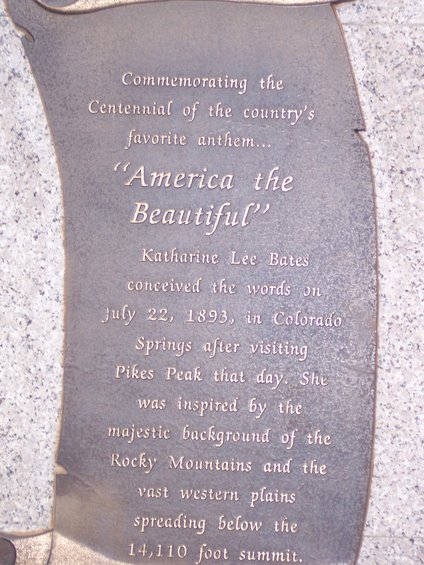 Commemorating the
Centennial of the country's
favorite anthem...
"America the
Beautiful"
Katharine Lee Bates
conceived the words on
July 22, 1893, in Colorado
Springs after visiting
Pikes Peak that day. She
was inspired by the
majestic background of the
Rocky Mountains and the
vast western plains
spreading below the
14,110 foot summit.